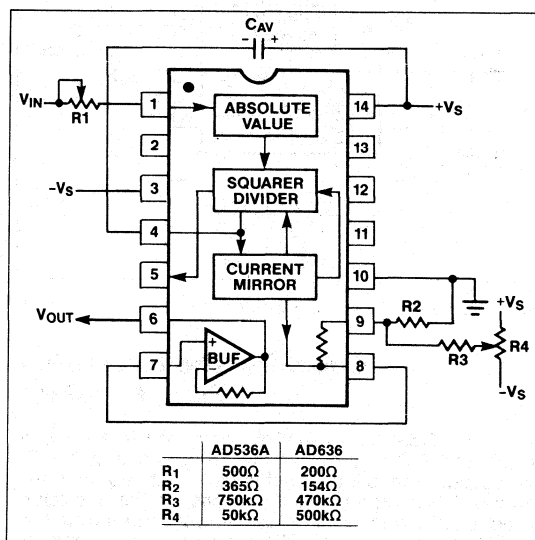 CAV
- +
VIN
R1
1
ABSOLUTE
VALUE
14
+VS
2
13
-VS
3
SQUARER
DIVIDER
12
4
11
5
CURRENT
MIRROR
10
VOUT
6
9
R2
+VS
R3
R4
7
+
BUF
-
8
-VS
AD536A AD636
R1 500Ω 200Ω
R2 365Ω 154Ω
R3 750kΩ 470kΩ
R4 50kΩ 500kΩ